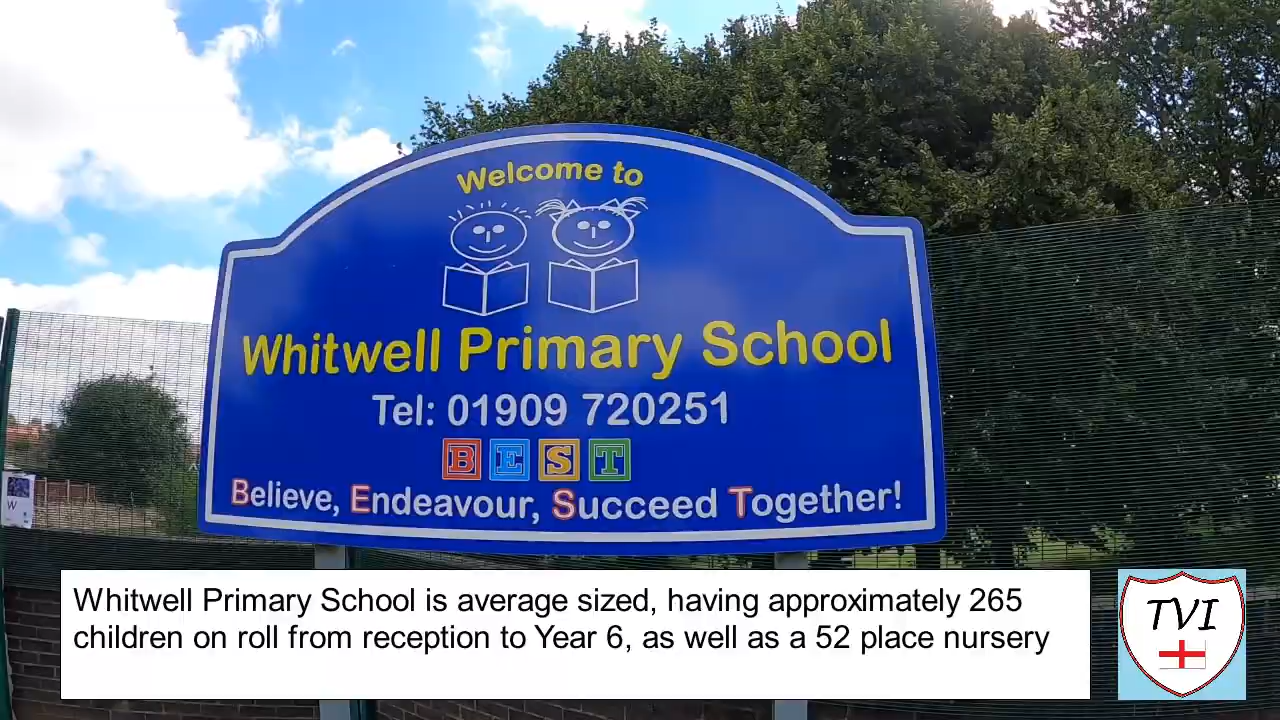 Welcome to
Whitwell Primary School
Tel: 01909 720251
BEST
Believe, Endeavour, Succeed Together!
W
Whitwell Primary School is average sized, having approximately 265
children on roll from reception to Year 6, as well as a 52 place nursery
TVI